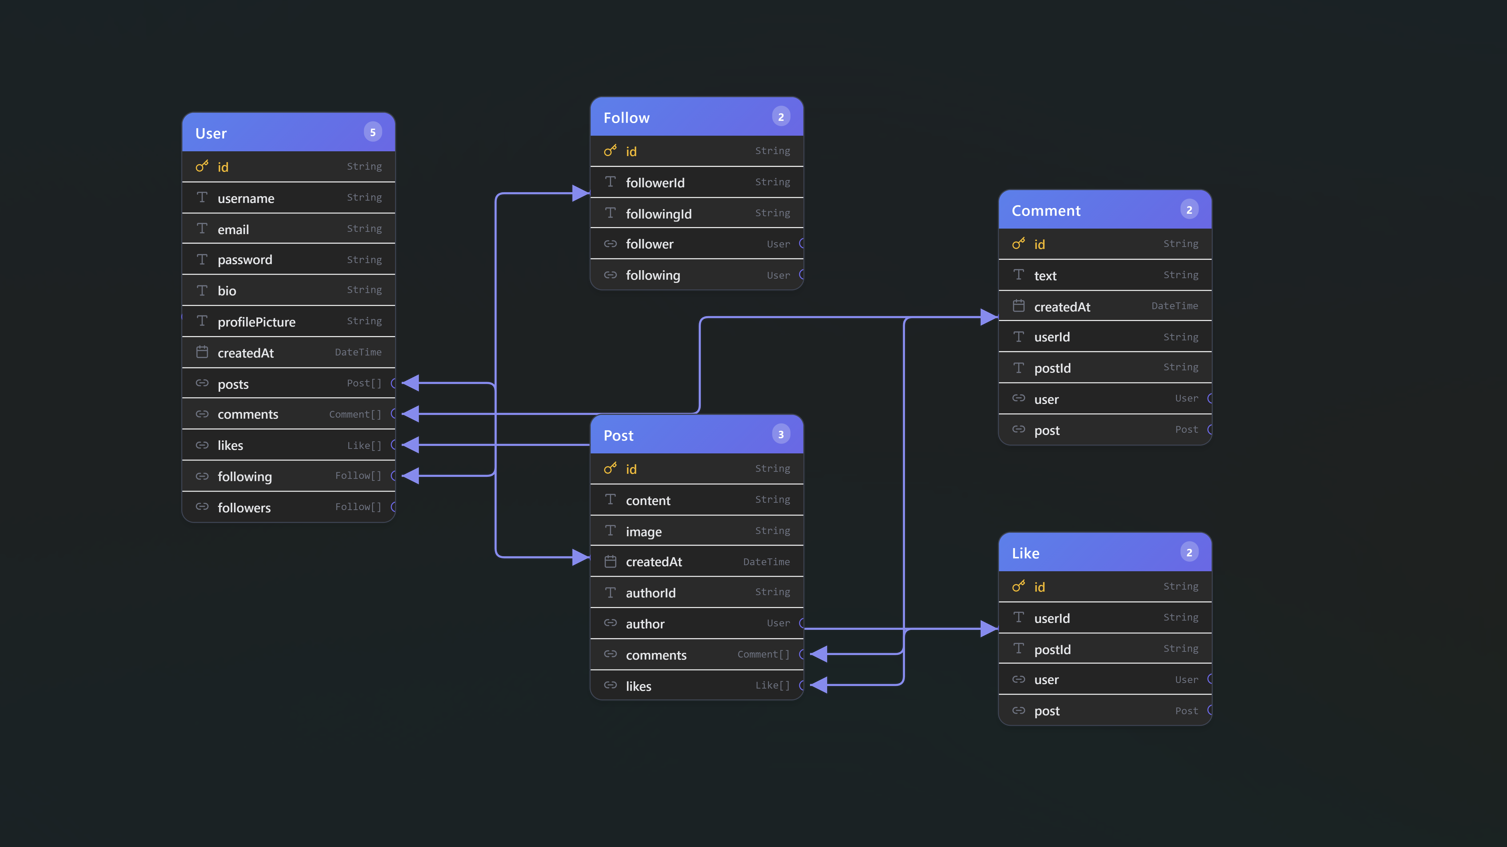 User 5
id String
username String
email String
password String
bio String
profilePicture String
createdAt DateTime
posts Post[]
comments Comment[]
likes Like[]
following Follow[]
followers Follow[]
Follow 2
id String
followerId String
followingId String
follower User
following User
Post 3
id String
content String
image String
createdAt DateTime
authorId String
author User
comments Comment[]
likes Like[]
Comment 2
id String
text String
createdAt DateTime
userId String
postId String
user User
post Post
Like 2
id String
userId String
postId String
user User
post Post